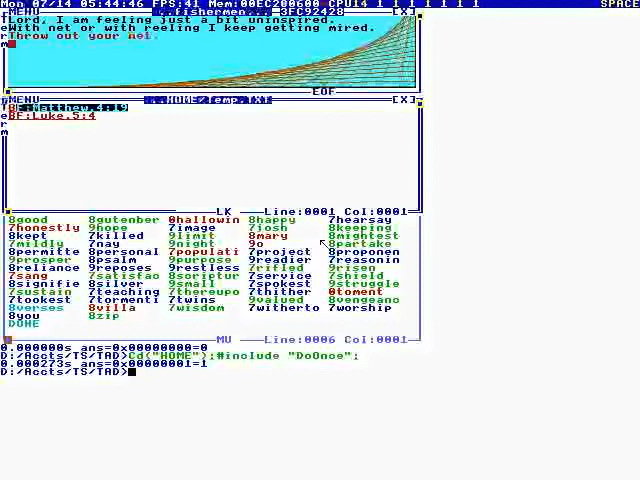 Mon 07/14 05:44:46 FPS:41 Mem:00EC200600 CPU14 1 1 1 1 1 1 1 SPACE
MENU ...fishermen... 3FC92428 [X]
Lord, I am feeling just a bit uninspired.
With net or with reeling I keep getting mired.
Throw out your net.
EOF
MENU [X]
BF:Matthew,4:19
BF:Luke,5:4
LK Line:0001 Col:0001
8good 8gutenber 0hallowin 8happy 7hearsay
7honestly 9hope 7image 7josh 8keeping
8kept 7killed 9limit 8mary 8mightest
7mildly 7nay 9night 9o 8partake
8permitte 8personal 7populati 7project 8proponen
9prosper 8psalm 9purpose 9readier 7reasonin
8reliance 9reposes 9restless 7rifled 9risen
7sang 7satisfac 8scriptur 7service 7shield
8signifie 8silver 9small 7spokest 9struggle
7sustain 7teaching 7thereupo 7thither 0toment
7tookest 7tormenti 7twins 9valued 8vengeanc
8verses 8villa 7wisdom 7witherto 7worship
8you 8zip
DONE
MU Line:0006 Col:0001
0.000000s ans=0x00000000=0
D:/Accts/TS/TAD>Cd("HOME");#include "DoOnce";
0.000273s ans=0x00000001=1
D:/Accts/TS/TAD>